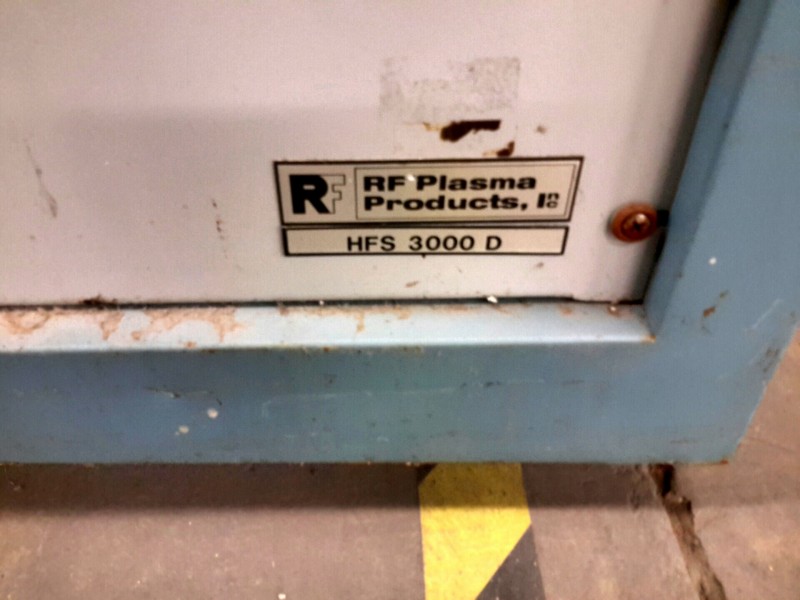 RF
RF Plasma
Products, Inc
HFS 3000 D